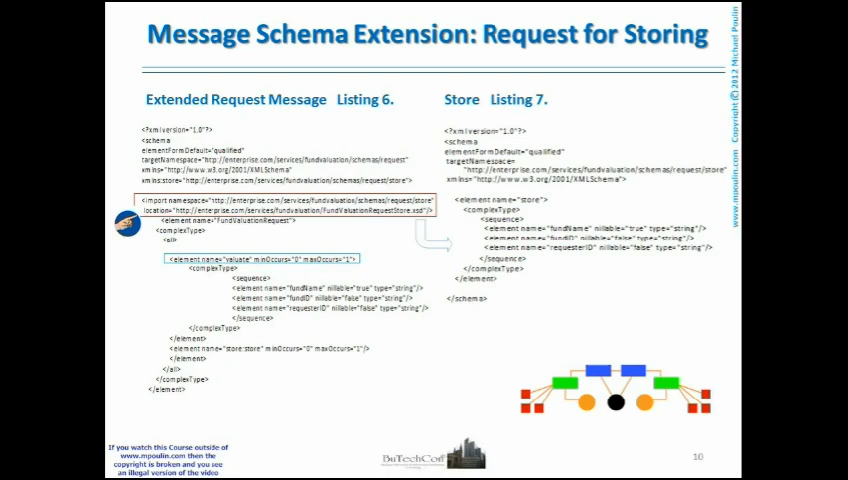 Message Schema Extension: Request for Storing
Extended Request Message Listing 6.
<?xml version="1.0"?>
<schema
elementFormDefault="qualified"
targetNamespace="http://enterprise.com/services/fundvaluation/schemas/request"
xmlns="http://www.w3.org/2001/XMLSchema"
xmlns:store="http://enterprise.com/services/fundvaluation/schemas/request/store">
<import namespace="http://enterprise.com/services/fundvaluation/schemas/request/store"
location="http://enterprise.com/services/fundvaluation/FundValuationRequestStore.xsd"/>
<element name="FundValuationRequest">
<complexType>
<all>
<element name="valuate" minOccurs="0" maxOccurs="1">
<complexType>
<sequence>
<element name="fundName" nillable="true" type="string"/>
<element name="fundID" nillable="false" type="string"/>
<element name="requesterID" nillable="false" type="string"/>
</sequence>
</complexType>
</element>
<element name="store:store" minOccurs="0" maxOccurs="1"/>
</element>
</all>
</complexType>
</element>
Store Listing 7.
<?xml version="1.0"?>
<schema
elementFormDefault="qualified"
targetNamespace=
"http://enterprise.com/services/fundvaluation/schemas/request/store"
xmlns="http://www.w3.org/2001/XMLSchema">
<element name="store">
<complexType>
<sequence>
<element name="fundName" nillable="true" type="string"/>
<element name="fundID" nillable="false" type="string"/>
<element name="requesterID" nillable="false" type="string"/>
</sequence>
</complexType>
</element>
</schema>
www.mpoulin.com Copyright (C) 2012 Michael Poulin
If you watch this Course outside of
www.mpoulin.com then the
copyright is broken and you see
an illegal version of the video
BuTechCon
10